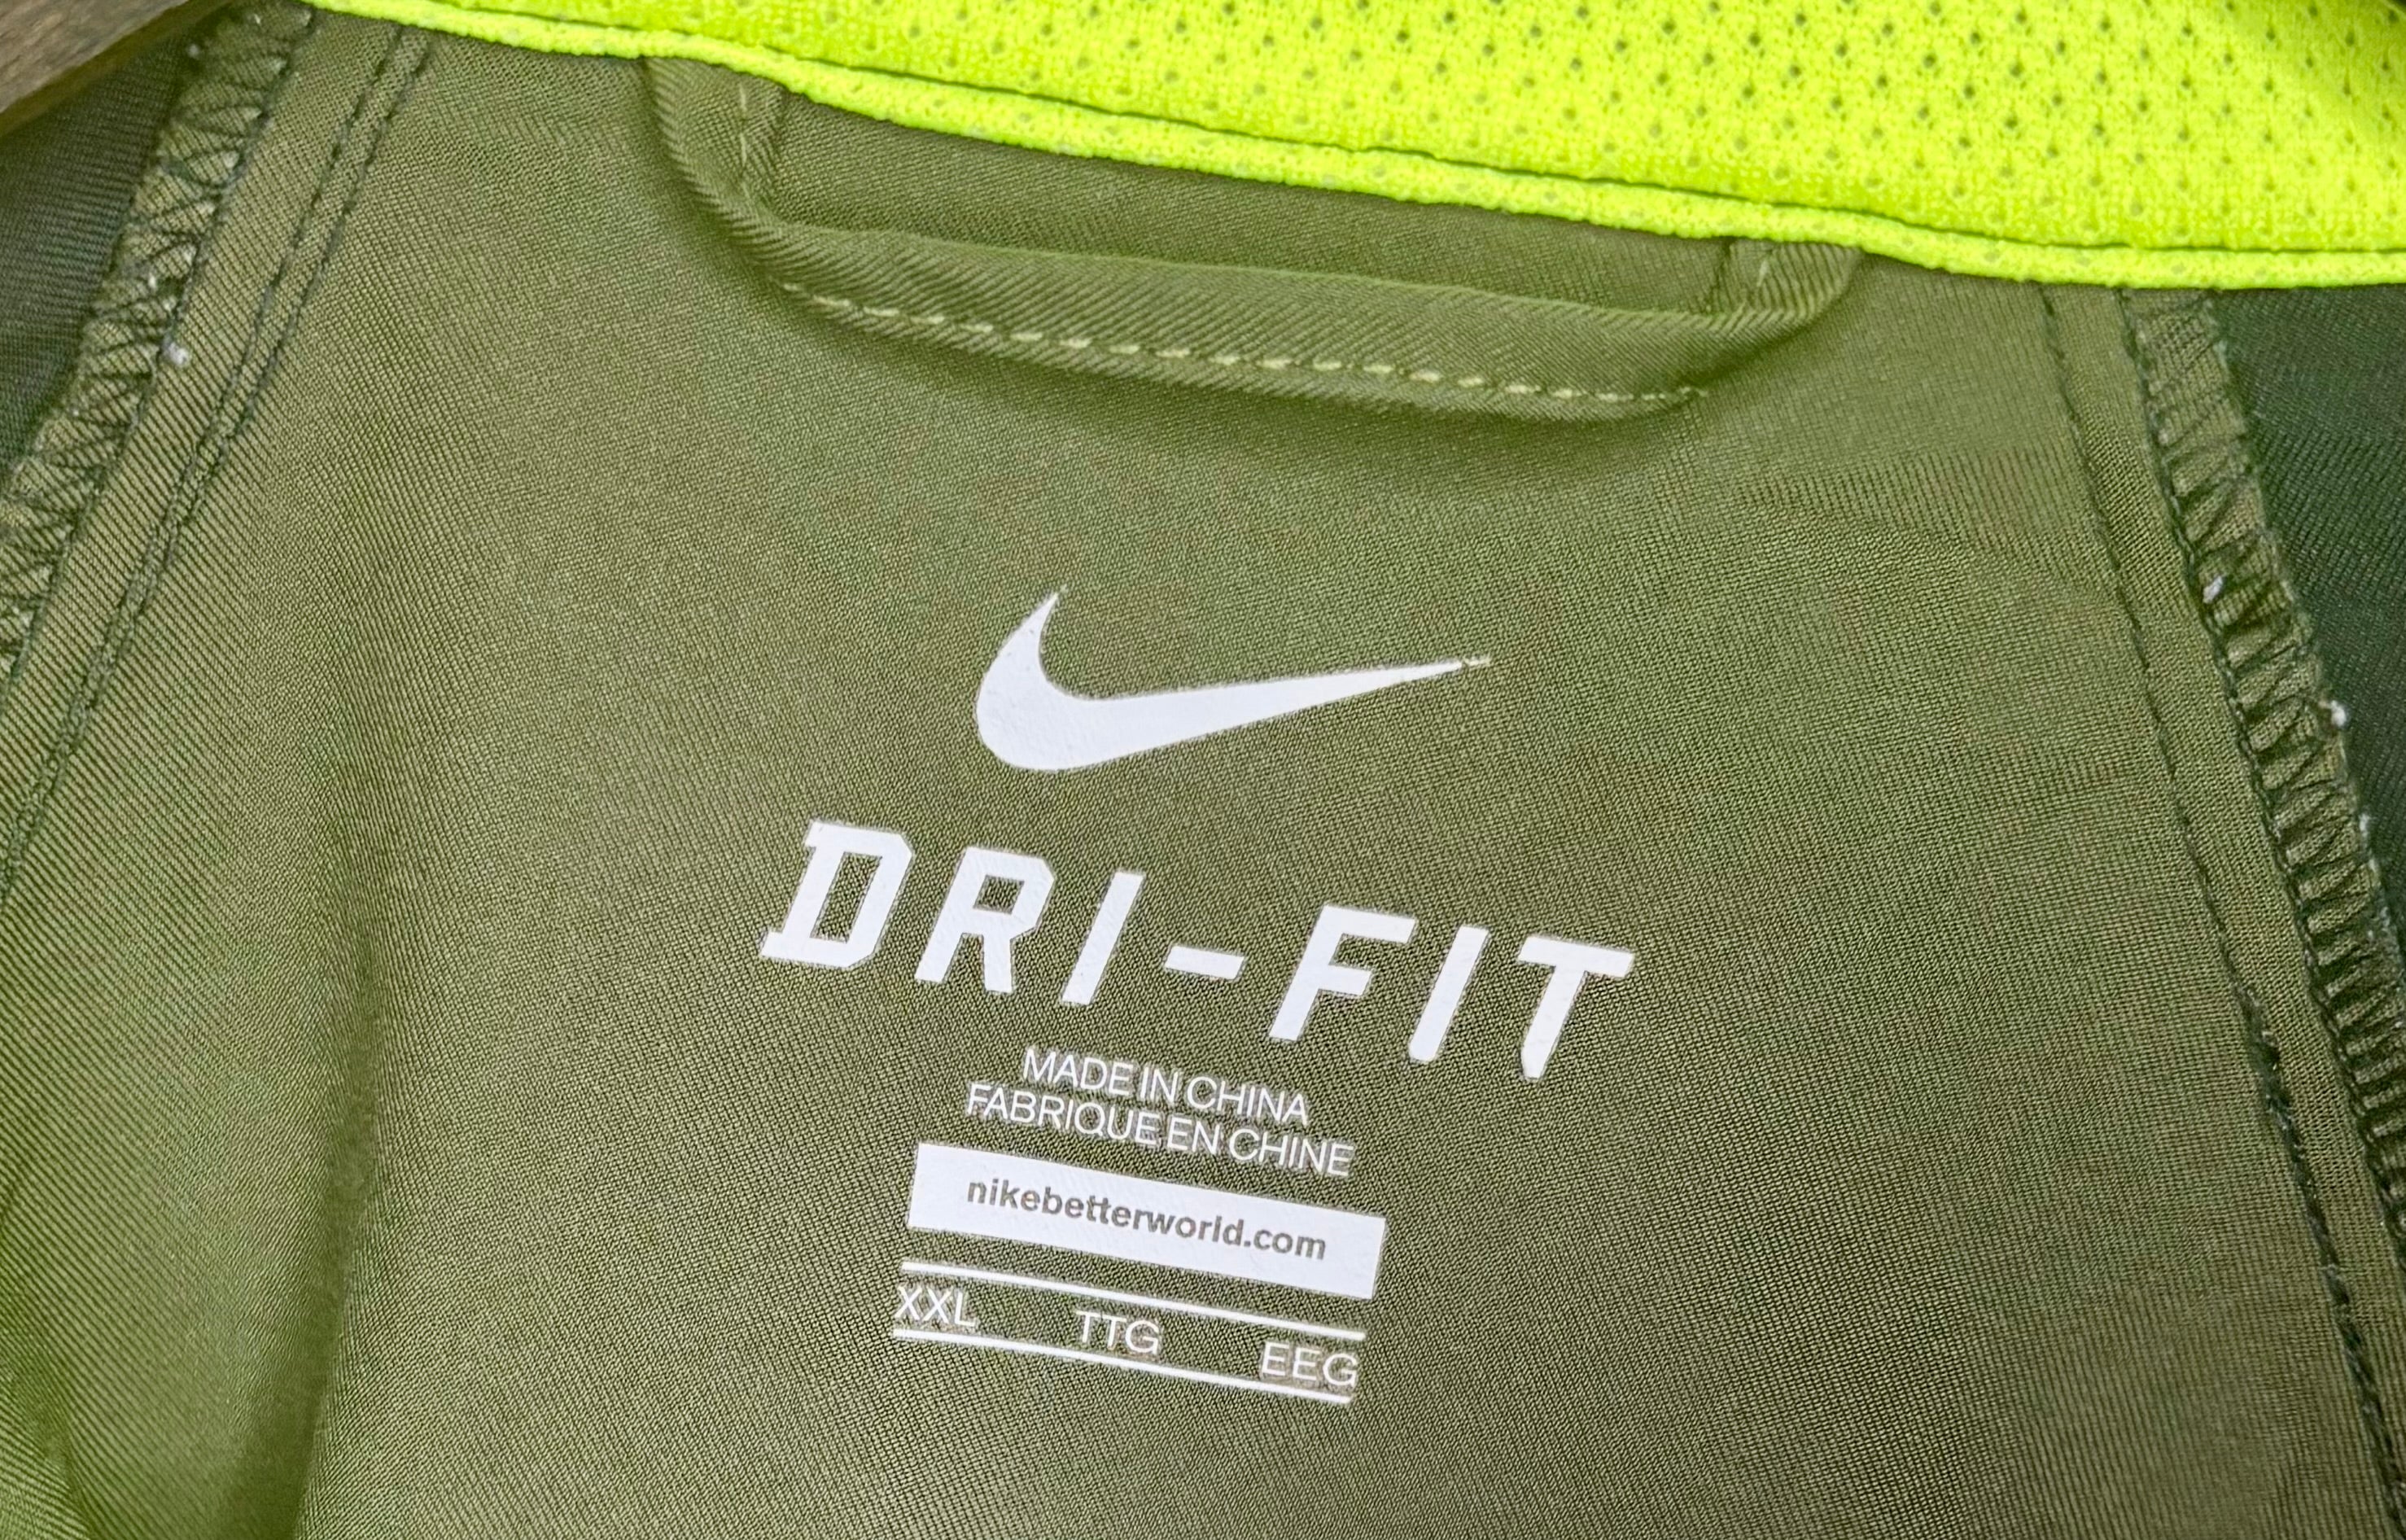 DRI-FIT
MADE IN CHINA
FABRIQUE EN CHINE
nikebetterworld.com
XXL TTG EEG